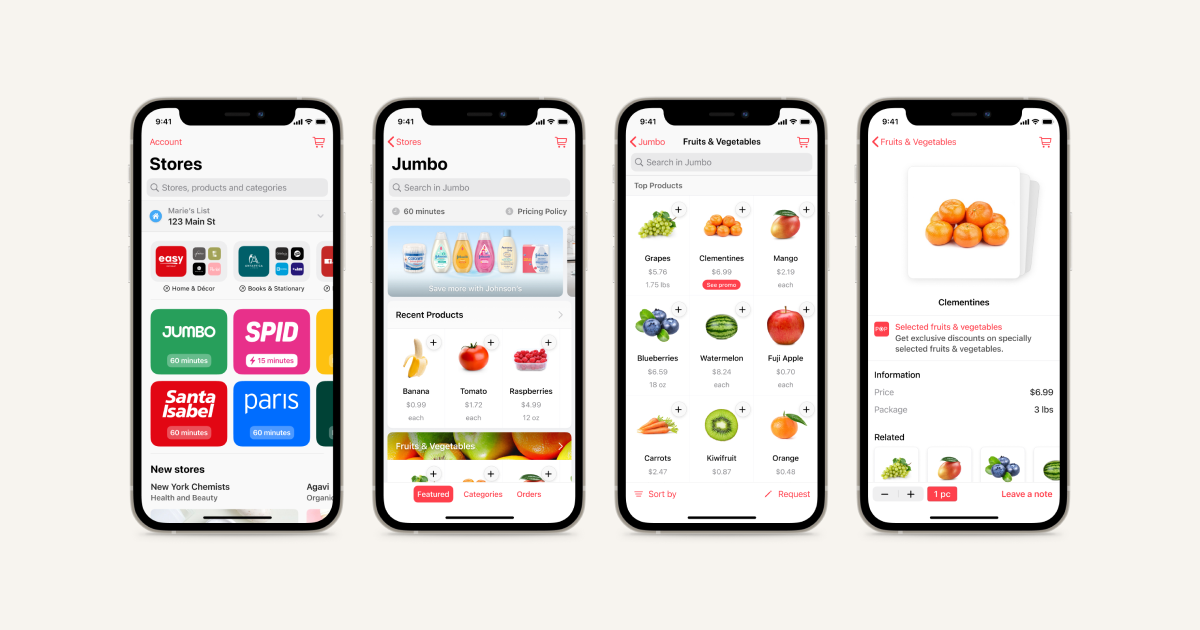 9:41
Account
Stores
Stores, products and categories
Marie's List
123 Main St
easy
Home & Décor
Books & Stationary
JUMBO
60 minutes
SPID
15 minutes
Santa
Isabel
60 minutes
paris
60 minutes
New stores
New York Chemists
Health and Beauty
Agavi
Organic
9:41
Stores
Jumbo
Search in Jumbo
60 minutes
Pricing Policy
Save more with Johnson's
Recent Products
Banana
$0.99
each
Tomato
$1.72
each
Raspberries
$4.99
12 oz
Fruits & Vegetables
Featured
Categories
Orders
9:41
Jumbo
Fruits & Vegetables
Search in Jumbo
Top Products
Grapes
$5.76
1.75 lbs
Clementines
$6.99
See promo
Mango
$2.19
each
Blueberries
$6.59
18 oz
Watermelon
$8.24
each
Fuji Apple
$0.70
each
Carrots
$2.47
Kiwifruit
$0.87
Orange
$0.48
Sort by
Request
9:41
Fruits & Vegetables
Clementines
Selected fruits & vegetables
Get exclusive discounts on specially
selected fruits & vegetables.
Information
Price
$6.99
Package
3 lbs
Related
1 pc
Leave a note